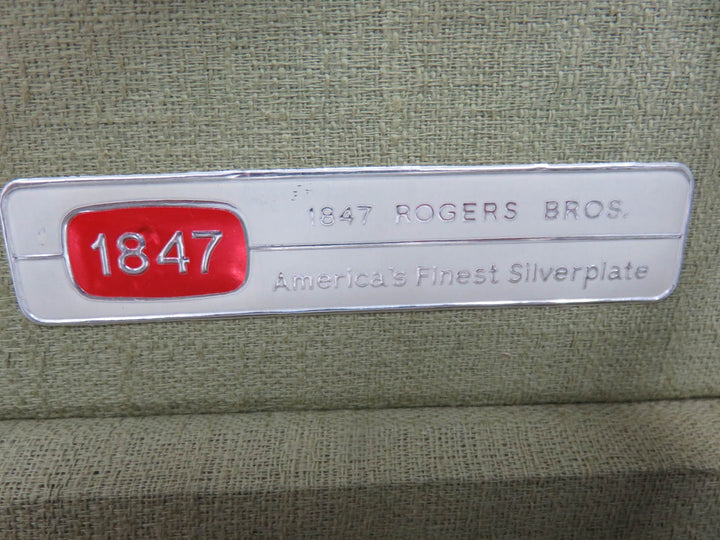 1847
1847 ROGERS BROS.
America's Finest Silverplate